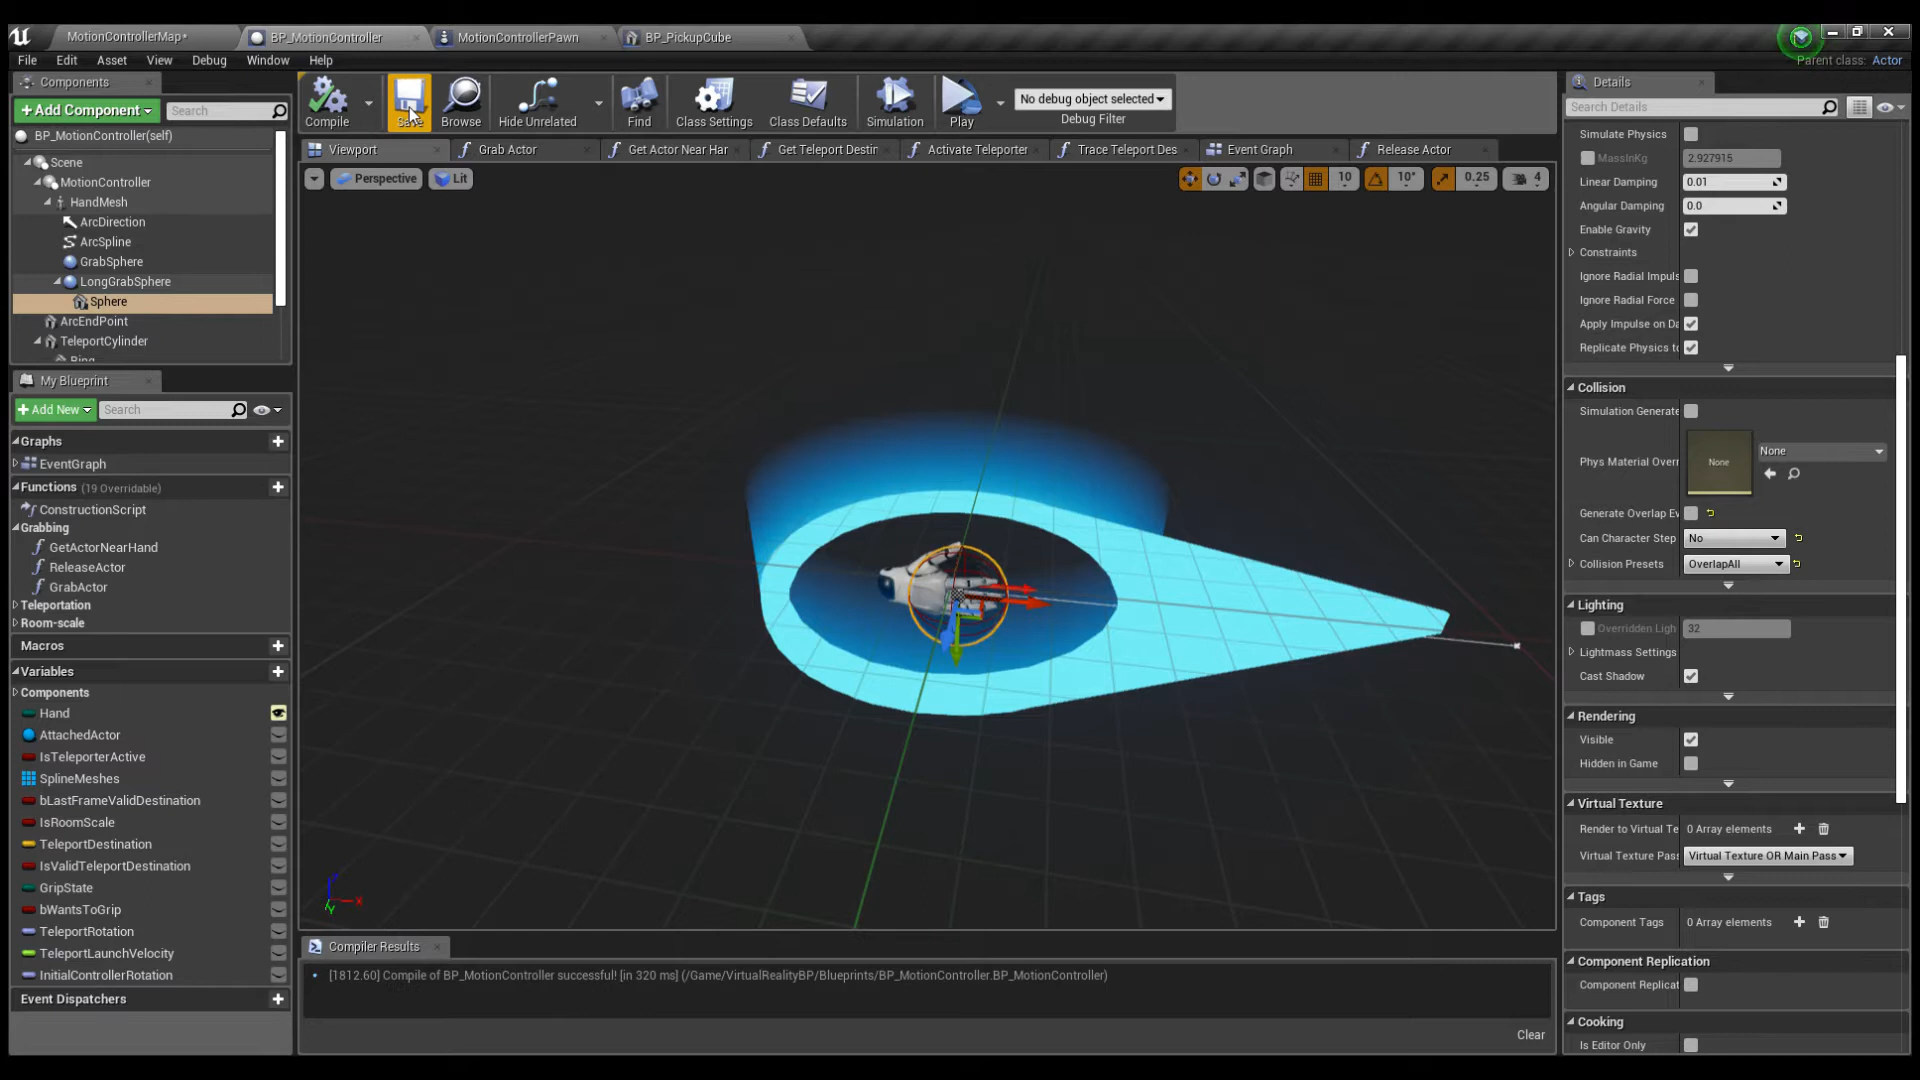 MotionControllerMap*
BP_MotionController
MotionControllerPawn
BP_PickupCube
File Edit Asset View Debug Window Help
Parent class: Actor
Components
+Add Component
Search
BP_MotionController(self)
Scene
MotionController
HandMesh
ArcDirection
ArcSpline
GrabSphere
LongGrabSphere
Sphere
ArcEndPoint
TeleportCylinder
Ring
My Blueprint
+Add New
Search
Graphs
EventGraph
Functions (19 Overridable)
ConstructionScript
Grabbing
GetActorNearHand
ReleaseActor
GrabActor
Teleportation
Room-scale
Macros
Variables
Components
Hand
AttachedActor
IsTeleporterActive
SplineMeshes
bLastFrameValidDestination
IsRoomScale
TeleportDestination
IsValidTeleportDestination
GripState
bWantsToGrip
TeleportRotation
TeleportLaunchVelocity
InitialControllerRotation
Event Dispatchers
Compile
Save
Browse
Hide Unrelated
Find
Class Settings
Class Defaults
Simulation
Play
No debug object selected
Debug Filter
Viewport
Grab Actor
Get Actor Near Har
Get Teleport Destir
Activate Teleporter
Trace Teleport Des
Event Graph
Release Actor
Perspective
Lit
10
10°
0.25
4
Compiler Results
[1812.60] Compile of BP_MotionController successful! [in 320 ms] (/Game/VirtualRealityBP/Blueprints/BP_MotionController.BP_MotionController)
Clear
Details
Search Details
Simulate Physics
MassInKg 2.927915
Linear Damping 0.01
Angular Damping 0.0
Enable Gravity
Constraints
Ignore Radial Impuls
Ignore Radial Force
Apply Impulse on Da
Replicate Physics to
Collision
Simulation Generate
Phys Material Overr
None
None
Generate Overlap Ev
Can Character Step No
Collision Presets OverlapAll
Lighting
Overridden Ligh 32
Lightmass Settings
Cast Shadow
Rendering
Visible
Hidden in Game
Virtual Texture
Render to Virtual Te 0 Array elements
Virtual Texture Pass Virtual Texture OR Main Pass
Tags
Component Tags 0 Array elements
Component Replication
Component Replicat
Cooking
Is Editor Only